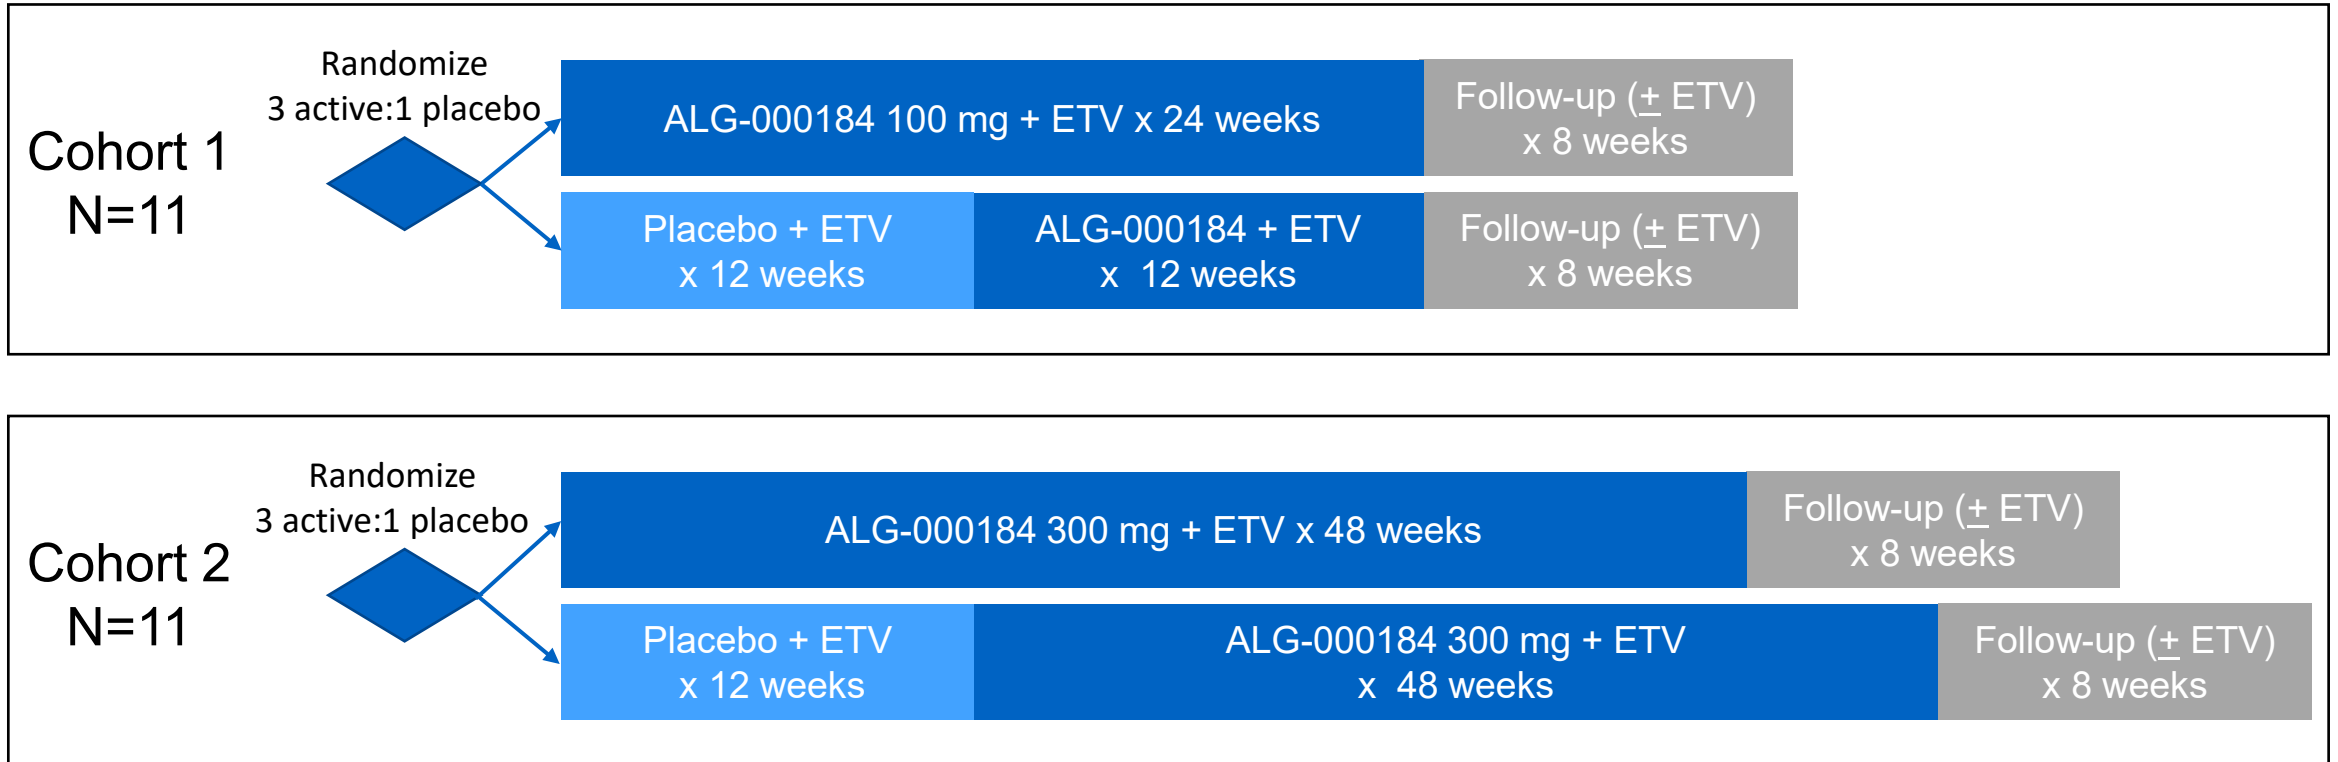 Cohort 1
N=11
Randomize
3 active:1 placebo
ALG-000184 100 mg + ETV x 24 weeks
Follow-up (± ETV)
x 8 weeks
Placebo + ETV
x 12 weeks
ALG-000184 + ETV
x 12 weeks
Follow-up (± ETV)
x 8 weeks
Cohort 2
N=11
Randomize
3 active:1 placebo
ALG-000184 300 mg + ETV x 48 weeks
Follow-up (± ETV)
x 8 weeks
Placebo + ETV
x 12 weeks
ALG-000184 300 mg + ETV
x 48 weeks
Follow-up (± ETV)
x 8 weeks